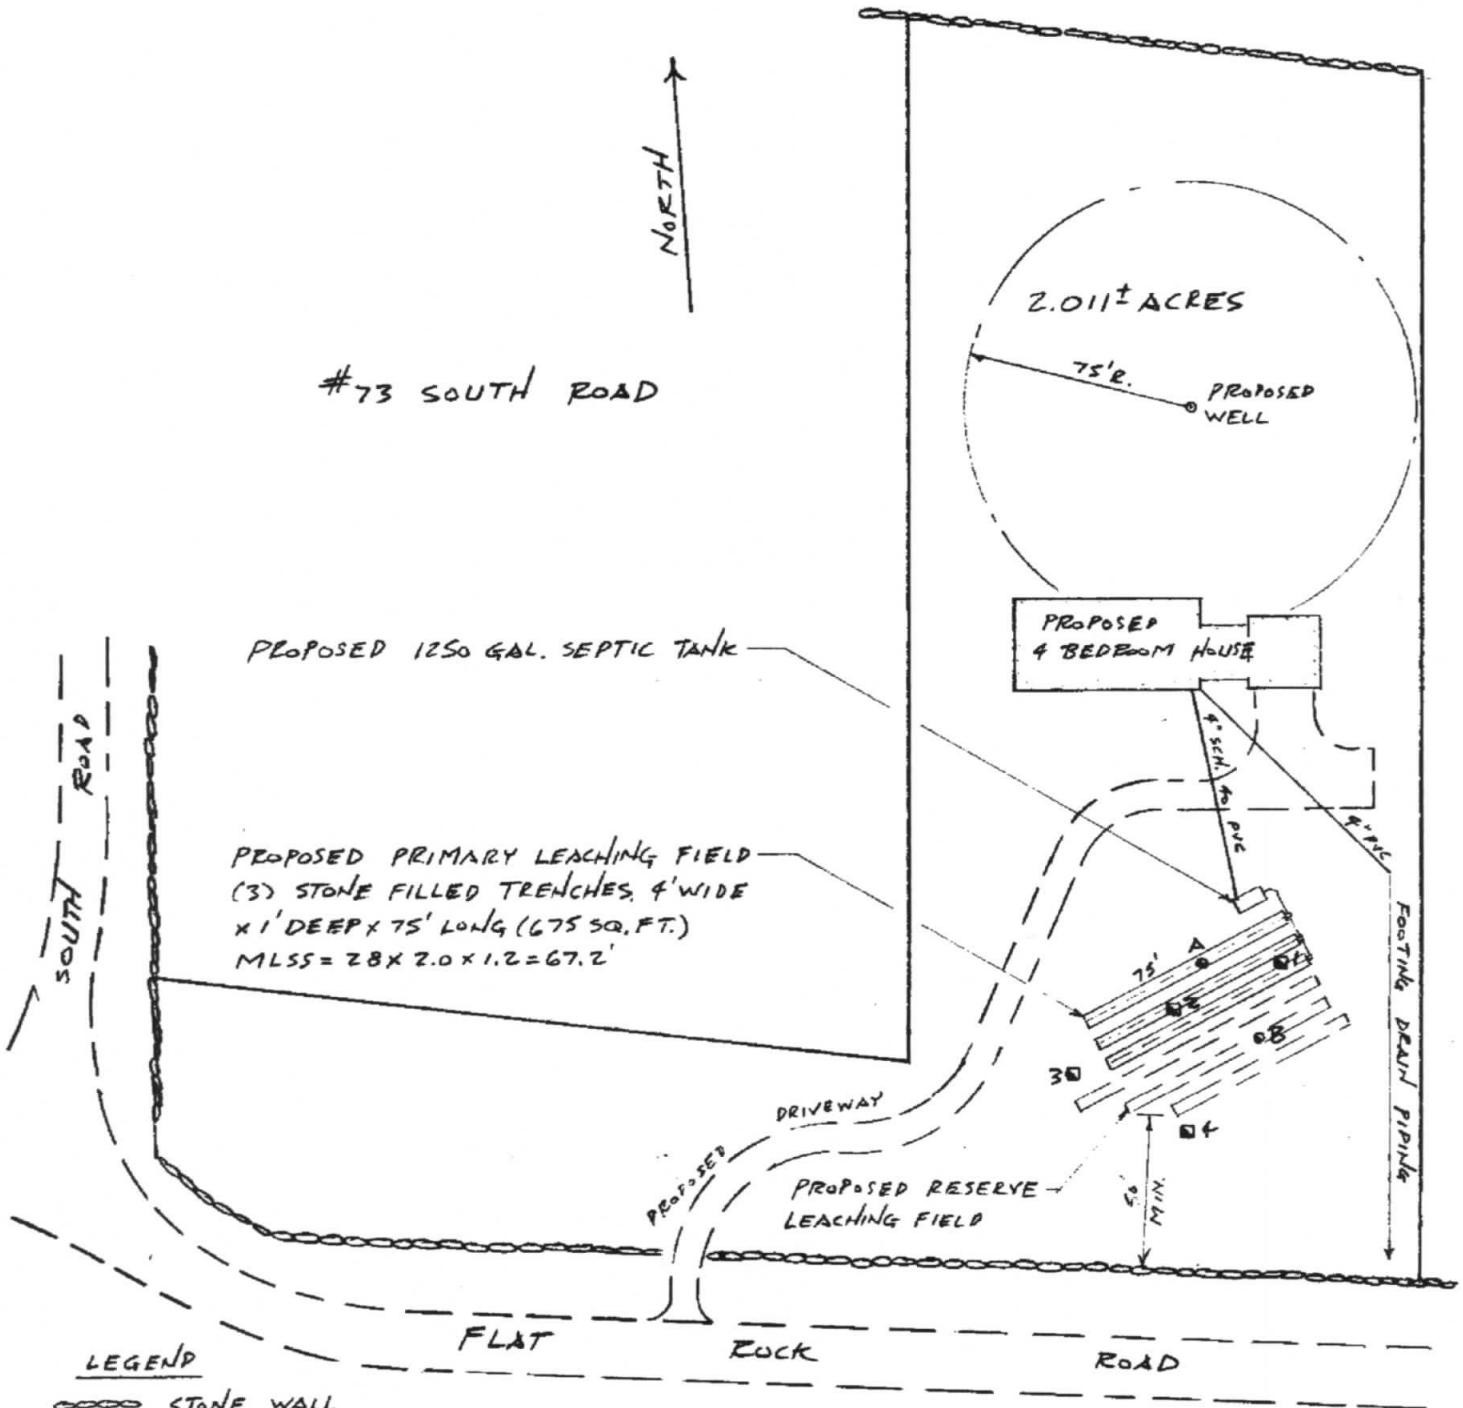 NORTH
2.011± ACRES
75'R.
PROPOSED
WELL
#73 SOUTH ROAD
PROPOSED
4 BEDROOM HOUSE
PROPOSED 1250 GAL. SEPTIC TANK
4" SCH. 40 PVC
4" PVC
SOUTH ROAD
PROPOSED PRIMARY LEACHING FIELD
(3) STONE FILLED TRENCHES, 4' WIDE
x 1' DEEP x 75' LONG (675 SQ. FT.)
MLSS = 28 x 2.0 x 1.2 = 67.2'
75'
A
1
2
B
3
4
FOOTING DRAIN PIPING
PROPOSED DRIVEWAY
PROPOSED RESERVE
LEACHING FIELD
MIN.
FLAT ROCK ROAD
LEGEND
STONE WALL